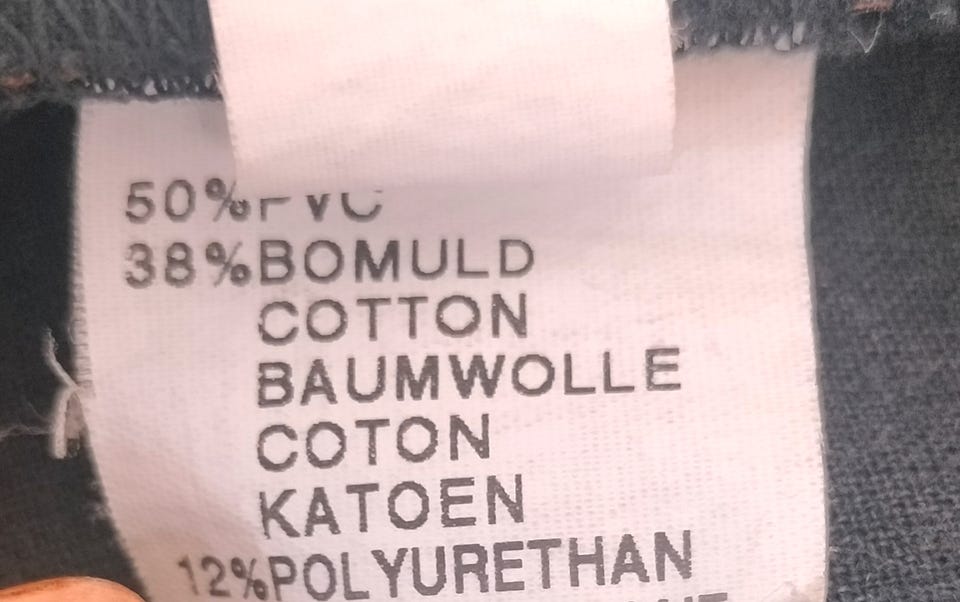 50% PVC
38% BOMULD
COTTON
BAUMWOLLE
COTON
KATOEN
12% POLYURETHAN